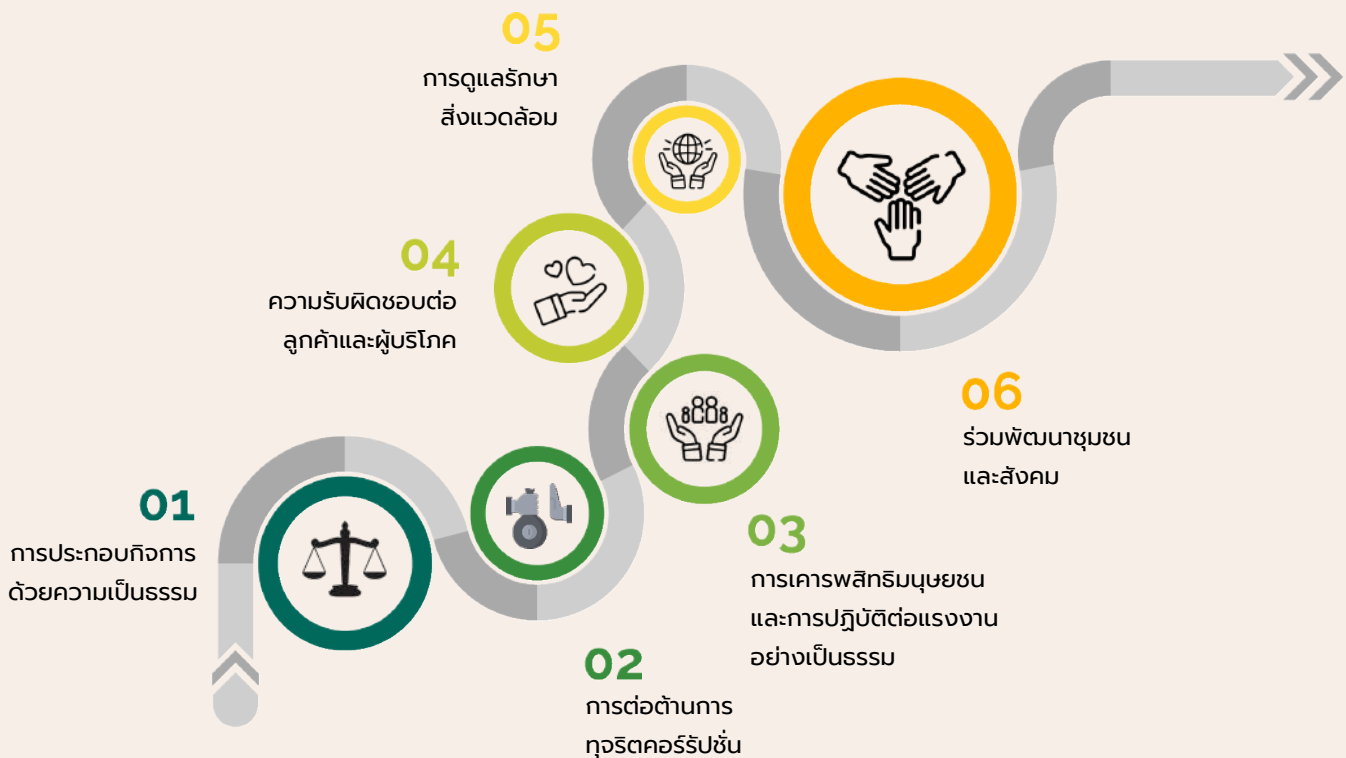 01
การประกอบกิจการ
ด้วยความเป็นธรรม
02
การต่อต้านการ
ทุจริตคอร์รัปชั่น
03
การเคารพสิทธิมนุษยชน
และการปฏิบัติต่อแรงงาน
อย่างเป็นธรรม
04
ความรับผิดชอบต่อ
ลูกค้าและผู้บริโภค
05
การดูแลรักษา
สิ่งแวดล้อม
06
ร่วมพัฒนาชุมชน
และสังคม